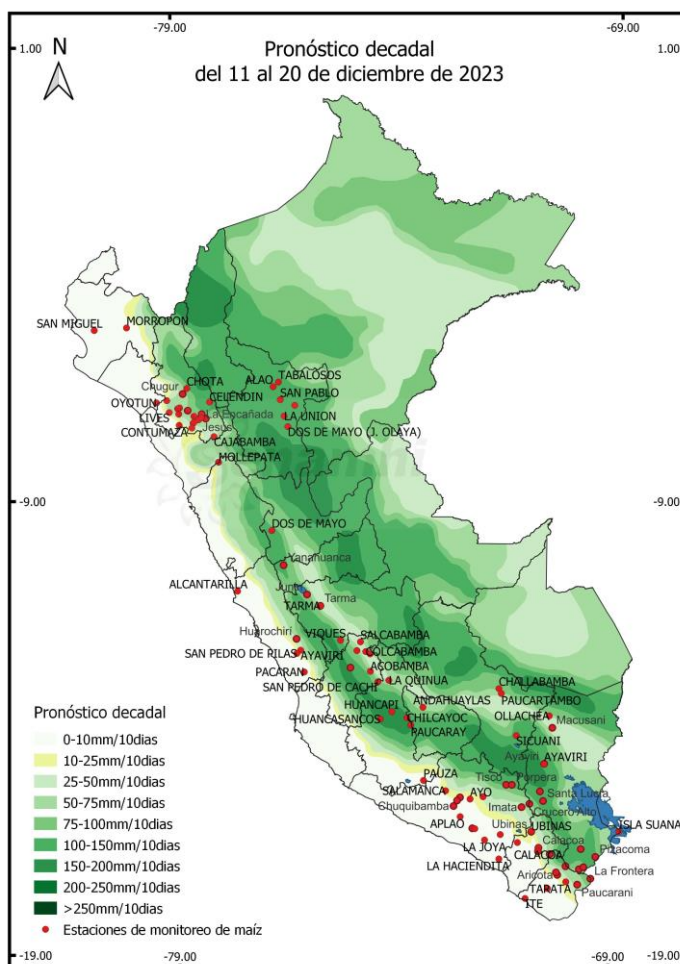 -79.00
-69.00
1.00
1.00
N
Pronóstico decadal
del 11 al 20 de diciembre de 2023
SAN MIGUEL
MORROPON
Chugur
CHOTA
ALAO
TABALOSOS
OYOTUN
CELENDIN
SAN PABLO
LIVES
La Encañada
LA UNION
CONTUMAZA
Jesus
DOS DE MAYO (J. OLAYA)
CAJABAMBA
MOLLEPATA
-9.00
-9.00
DOS DE MAYO
Yanahuanca
ALCANTARILLA
Junin
TARMA
Tarma
Huarochiri
VIQUES
SALCABAMBA
SAN PEDRO DE PILAS
AYAVIRI
COLCABAMBA
PACARAN
ACOBAMBA
SAN PEDRO DE CACHI
LA QUINUA
CHALLABAMBA
ANDAHUAYLAS
PAUCARTAMBO
HUANCAPI
OLLACHEA
HUANCASANCOS
CHILCAYOC
Macusani
PAUCARAY
SICUANI
Ayaviri
AYAVIRI
PAUZA
Tisco
Porpera
SALAMANCA
AYO
Santa Lucia
Chuquibamba
Imata
Crucero Alto
APLAO
Ubinas
UBINAS
ISLA SUANA
LA JOYA
Calacoa
CALACOA
Pizacoma
LA HACIENDITA
Aricota
La Frontera
TARATA
Paucarani
ITE
Pronóstico decadal
0-10mm/10dias
10-25mm/10dias
25-50mm/10dias
50-75mm/10dias
75-100mm/10dias
100-150mm/10dias
150-200mm/10dias
200-250mm/10dias
>250mm/10dias
Estaciones de monitoreo de maíz
-19.00
-79.00
-69.00
-19.00